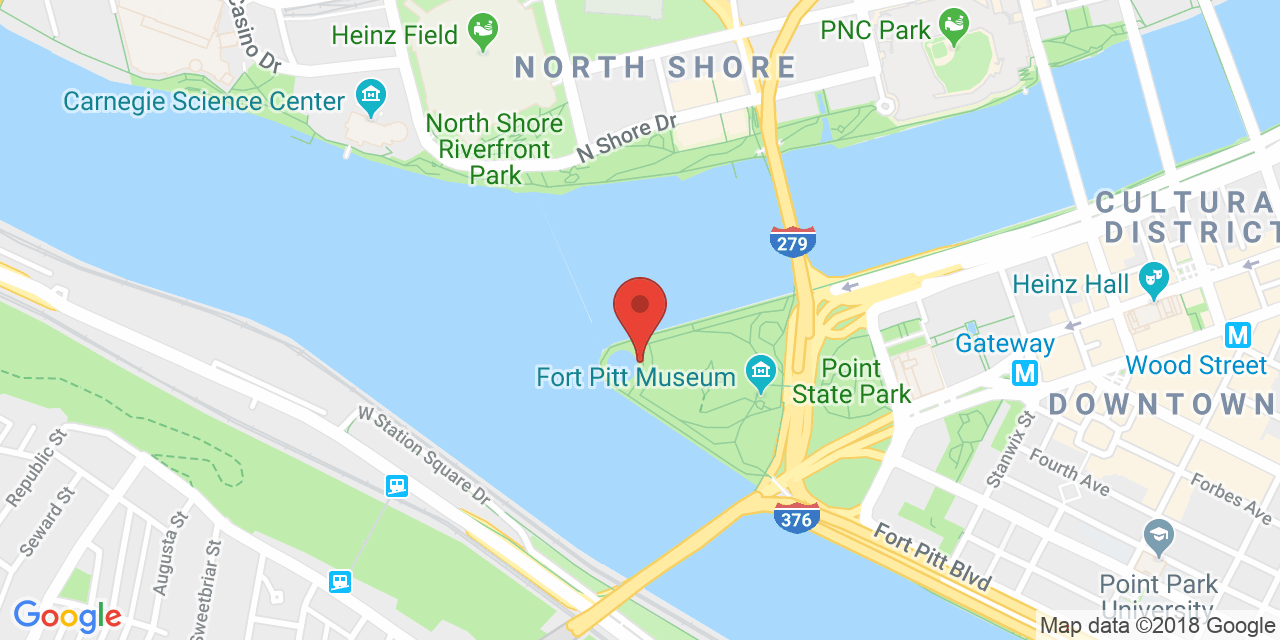 Casino Dr
Heinz Field
PNC Park
NORTH SHORE
Carnegie Science Center
North Shore
Riverfront
Park
N Shore Dr
CULTURA
DISTRICT
279
Heinz Hall
Gateway
M
M
Wood Street
Fort Pitt Museum
Point
State Park
DOWNTOWN
W Station Square Dr
Stanwix St
Fourth Ave
Forbes Ave
Republic St
Seward St
Augusta St
Sweetbriar St
376
Fort Pitt Blvd
Point Park
University
Google
Map data ©2018 Google